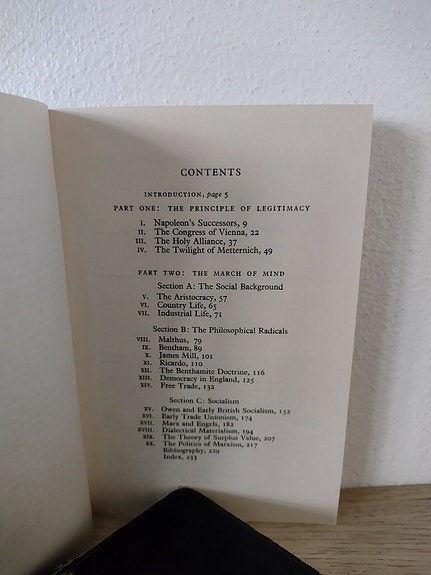 CONTENTS
INTRODUCTION, page 5
PART ONE: THE PRINCIPLE OF LEGITIMACY
I. Napoleon's Successors, 9
II. The Congress of Vienna, 22
III. The Holy Alliance, 37
IV. The Twilight of Metternich, 49
PART TWO: THE MARCH OF MIND
Section A: The Social Background
V. The Aristocracy, 57
VI. Country Life, 65
VII. Industrial Life, 71
Section B: The Philosophical Radicals
VIII. Malthus, 79
IX. Bentham, 89
X. James Mill, 101
XI. Ricardo, 110
XII. The Benthamite Doctrine, 116
XIII. Democracy in England, 125
XIV. Free Trade, 132
Section C: Socialism
XV. Owen and Early British Socialism, 152
XVI. Early Trade Unionism, 174
XVII. Marx and Engels, 182
XVIII. Dialectical Materialism, 194
XIX. The Theory of Surplus Value, 207
XX. The Politics of Marxism, 217
Bibliography, 229
Index, 233